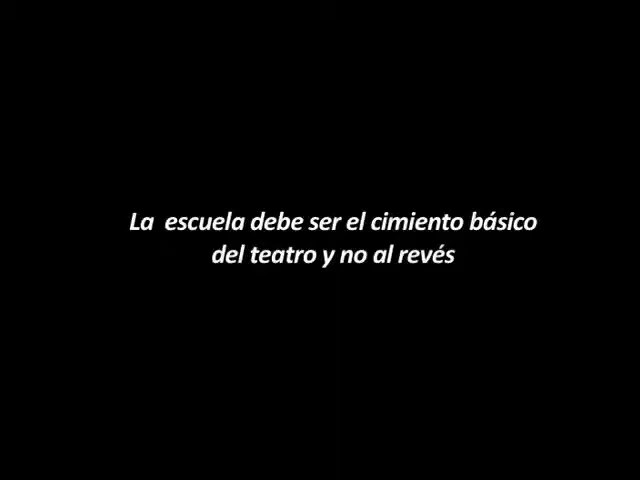 La escuela debe ser el cimiento básico
del teatro y no al revés